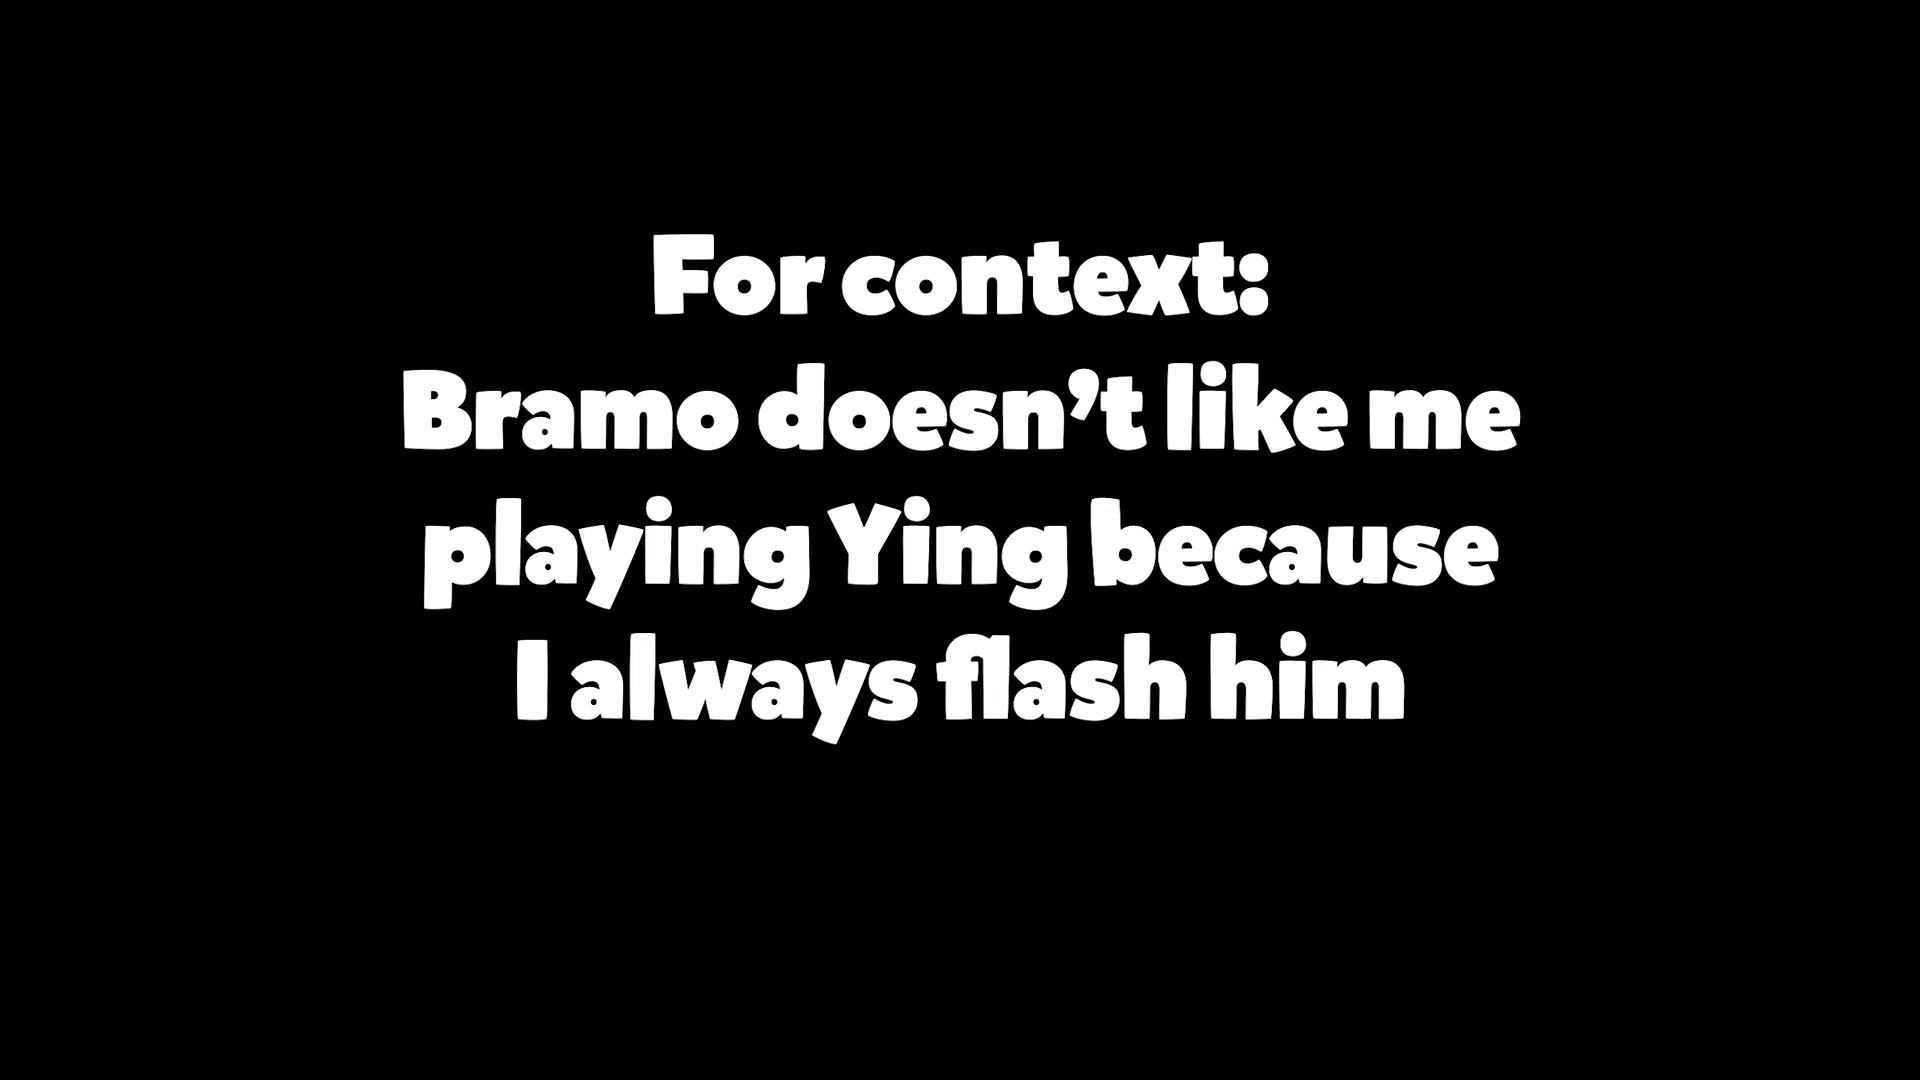 For context:
Bramo doesn’t like me
playing Ying because
I always flash him